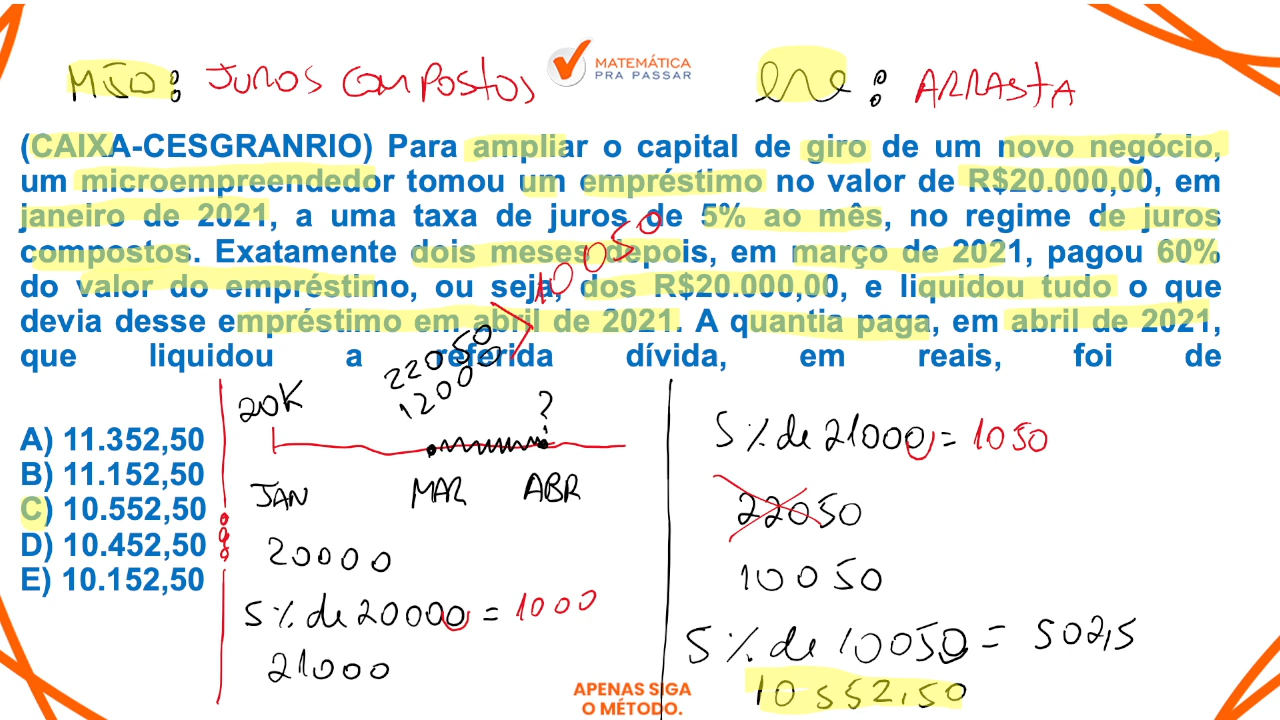 MJO: JUROS COMPOSTOS
MATEMÁTICA
PRA PASSAR
: ARRASTA
(CAIXA-CESGRANRIO) Para ampliar o capital de giro de um novo negócio,
um microempreendedor tomou um empréstimo no valor de R$20.000,00, em
janeiro de 2021, a uma taxa de juros de 5% ao mês, no regime de juros
compostos. Exatamente dois meses depois, em março de 2021, pagou 60%
do valor do empréstimo, ou seja, dos R$20.000,00, e liquidou tudo o que
devia desse empréstimo em abril de 2021. A quantia paga, em abril de 2021,
que liquidou a referida dívida, em reais, foi de
A) 11.352,50
B) 11.152,50
C) 10.552,50
D) 10.452,50
E) 10.152,50
22050
12000
10050
20K
?
JAN MAR ABR
20000
5% de 20000 = 1000
21000
5% de 21000 = 1050
22050
10050
5% de 10050 = 502,5
10552,50
APENAS SIGA
O MÉTODO.